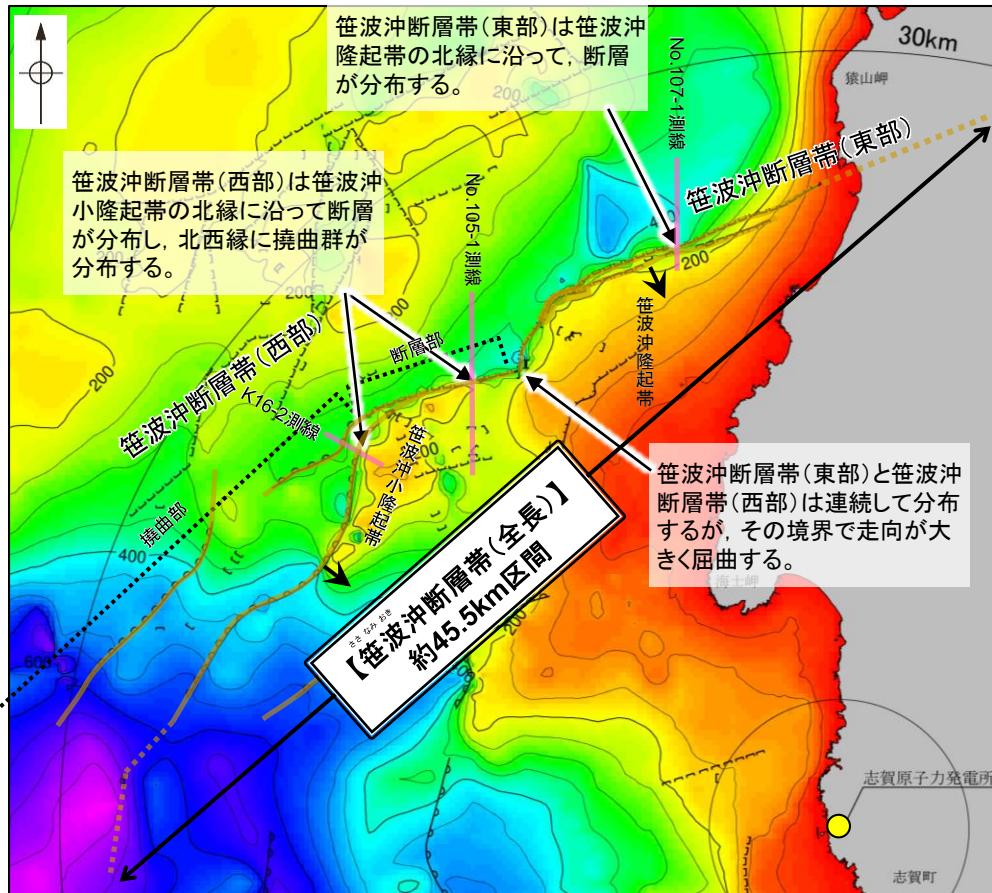 笹波沖断層帯(東部)は笹波沖
隆起帯の北縁に沿って,断層
が分布する。
30km
猿山岬
No.107-1測線
笹波沖断層帯(東部)
笹波沖断層帯(西部)は笹波沖
小隆起帯の北縁に沿って断層
が分布し,北西縁に撓曲群が
分布する。
No.105-1測線
200
200
200
200
400
200
笹波沖隆起帯
断層部
笹波沖断層帯(西部)
K16-2測線
笹波沖小隆起帯
200
撓曲部
400
笹波沖断層帯(東部)と笹波沖
断層帯(西部)は連続して分布
するが,その境界で走向が大
きく屈曲する。
海士岬
ささ なみ おき
【笹波沖断層帯(全長)】
約45.5km区間
200
600
志賀原子力発電所
志賀町